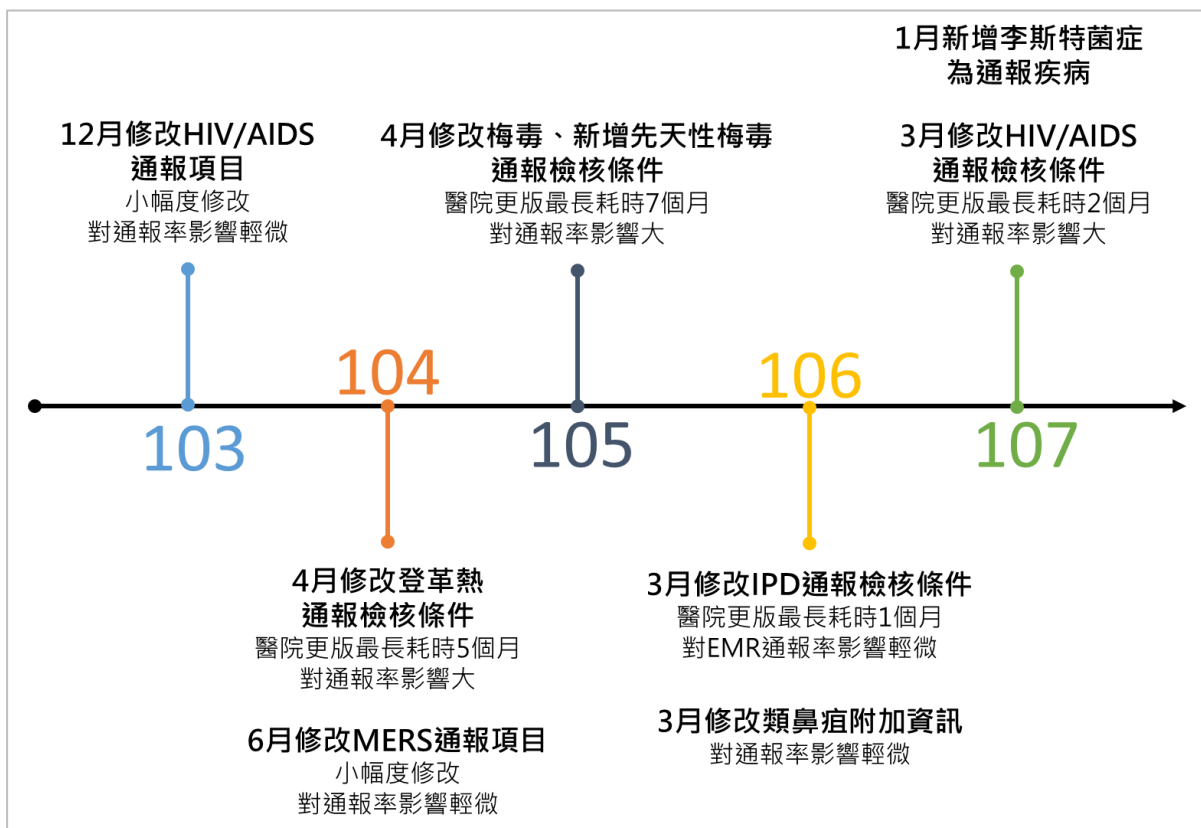 1月新增李斯特菌症
為通報疾病
12月修改HIV/AIDS
通報項目
小幅度修改
對通報率影響輕微
4月修改梅毒、新增先天性梅毒
通報檢核條件
醫院更版最長耗時7個月
對通報率影響大
3月修改HIV/AIDS
通報檢核條件
醫院更版最長耗時2個月
對通報率影響大
103
104
105
106
107
4月修改登革熱
通報檢核條件
醫院更版最長耗時5個月
對通報率影響大
6月修改MERS通報項目
小幅度修改
對通報率影響輕微
3月修改IPD通報檢核條件
醫院更版最長耗時1個月
對EMR通報率影響輕微
3月修改類鼻疽附加資訊
對通報率影響輕微